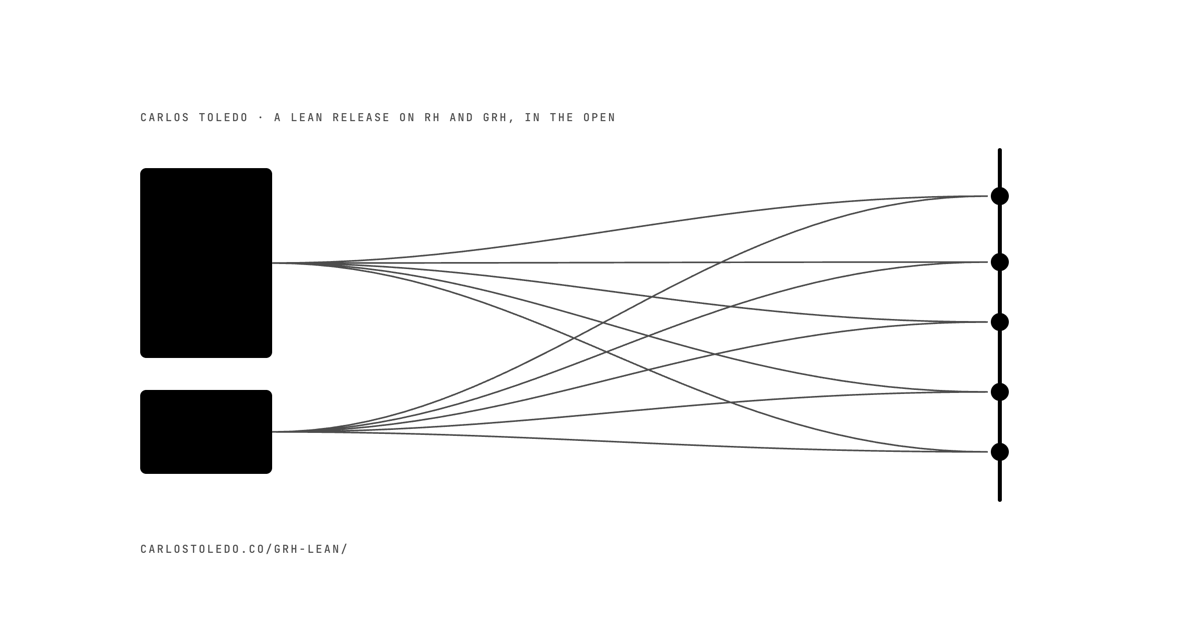 CARLOS TOLEDO · A LEAN RELEASE ON RH AND GRH, IN THE OPEN
CARLOSTOLEDO.CO/GRH-LEAN/